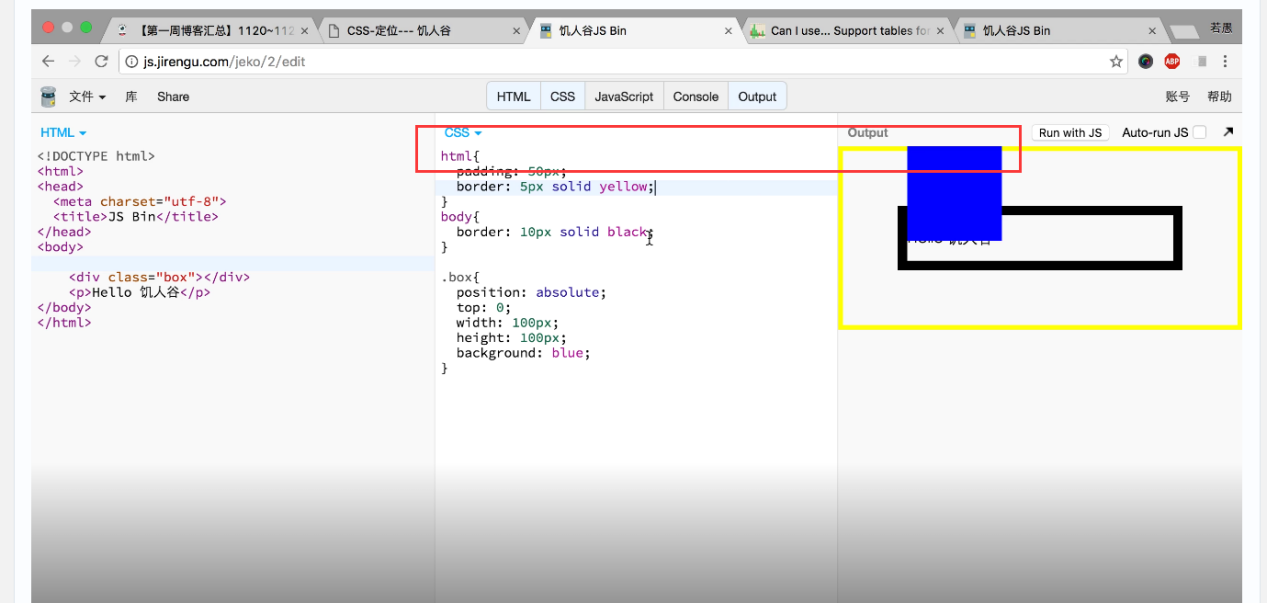 【第一周博客汇总】1120~112
CSS-定位--- 饥人谷
饥人谷JS Bin
Can I use... Support tables for
饥人谷JS Bin
若愚
js.jirengu.com/jeko/2/edit
ABP
文件
库
Share
HTML
CSS
JavaScript
Console
Output
账号
帮助
HTML
<!DOCTYPE html>
<html>
<head>
<meta charset="utf-8">
<title>JS Bin</title>
</head>
<body>
<div class="box"></div>
<p>Hello 饥人谷</p>
</body>
</html>
CSS
html{
padding: 50px;
border: 5px solid yellow;
}
body{
border: 10px solid black;
}
.box{
position: absolute;
top: 0;
width: 100px;
height: 100px;
background: blue;
}
Output
Run with JS
Auto-run JS
Hello 饥人谷